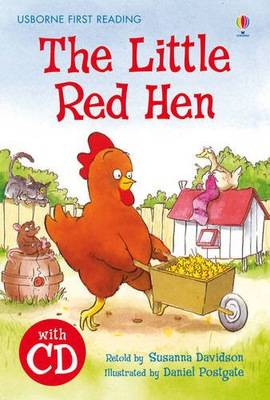 USBORNE FIRST READING
The Little
Red Hen
with
CD
Retold by Susanna Davidson
Illustrated by Daniel Postgate